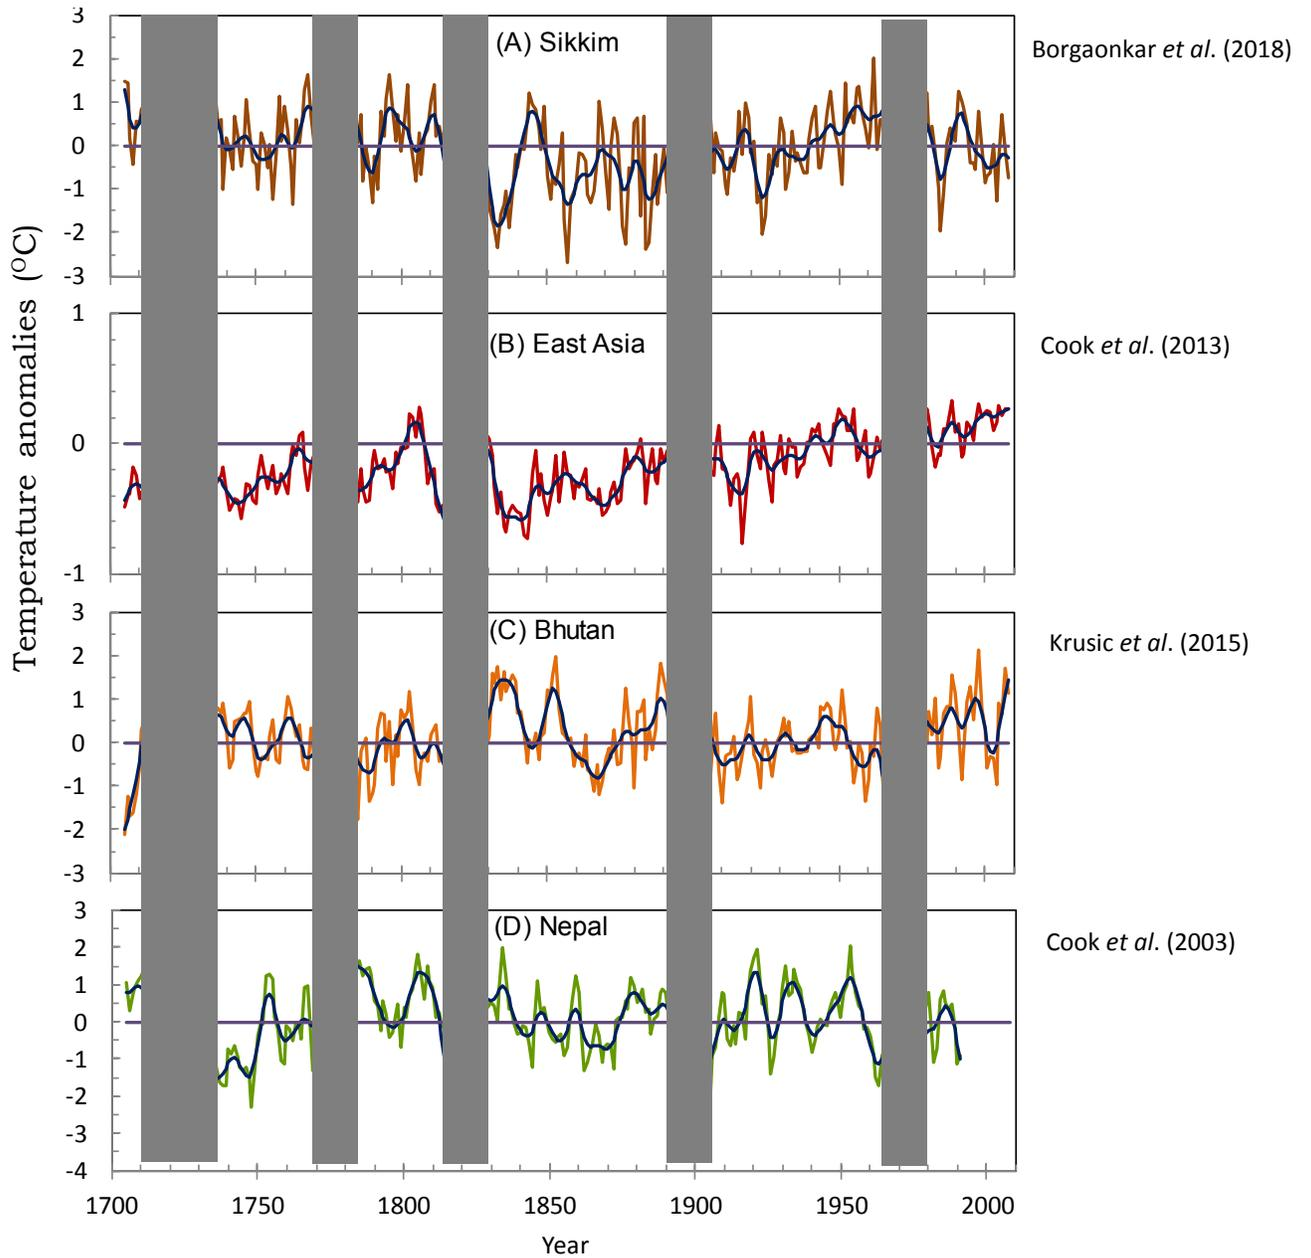 3
2
1
0
-1
-2
-3
(A) Sikkim
Borgaonkar et al. (2018)
1
0
-1
(B) East Asia
Cook et al. (2013)
Temperature anomalies (OC)
3
2
1
0
-1
-2
-3
(C) Bhutan
Krusic et al. (2015)
3
2
1
0
-1
-2
-3
-4
(D) Nepal
Cook et al. (2003)
1700 1750 1800 1850 1900 1950 2000
Year